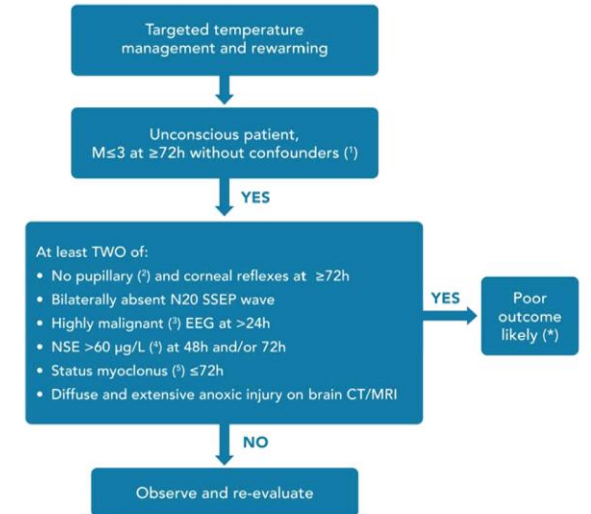 Targeted temperature
management and rewarming
Unconscious patient,
M≤3 at ≥72h without confounders (¹)
YES
At least TWO of:
• No pupillary (²) and corneal reflexes at ≥72h
• Bilaterally absent N20 SSEP wave
• Highly malignant (³) EEG at >24h
• NSE >60 µg/L (⁴) at 48h and/or 72h
• Status myoclonus (⁵) ≤72h
• Diffuse and extensive anoxic injury on brain CT/MRI
YES
Poor
outcome
likely (*)
NO
Observe and re-evaluate